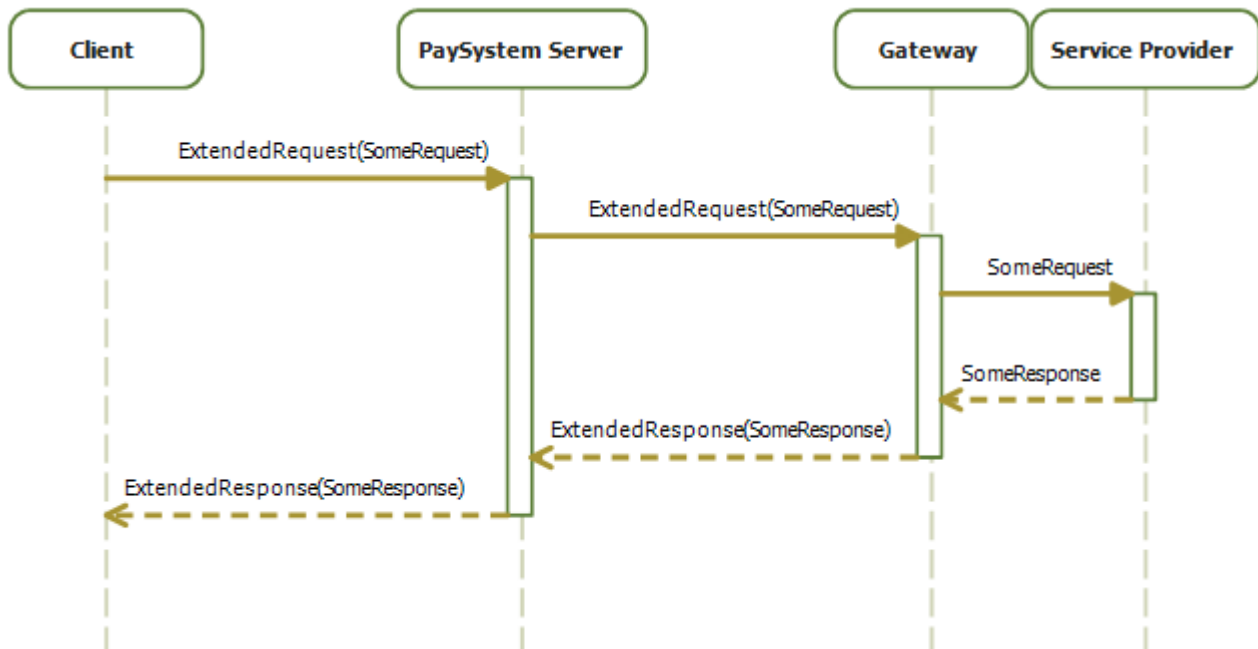 Client
PaySystem Server
Gateway
Service Provider
ExtendedRequest(SomeRequest)
ExtendedRequest(SomeRequest)
SomeRequest
SomeResponse
ExtendedResponse(SomeResponse)
ExtendedResponse(SomeResponse)